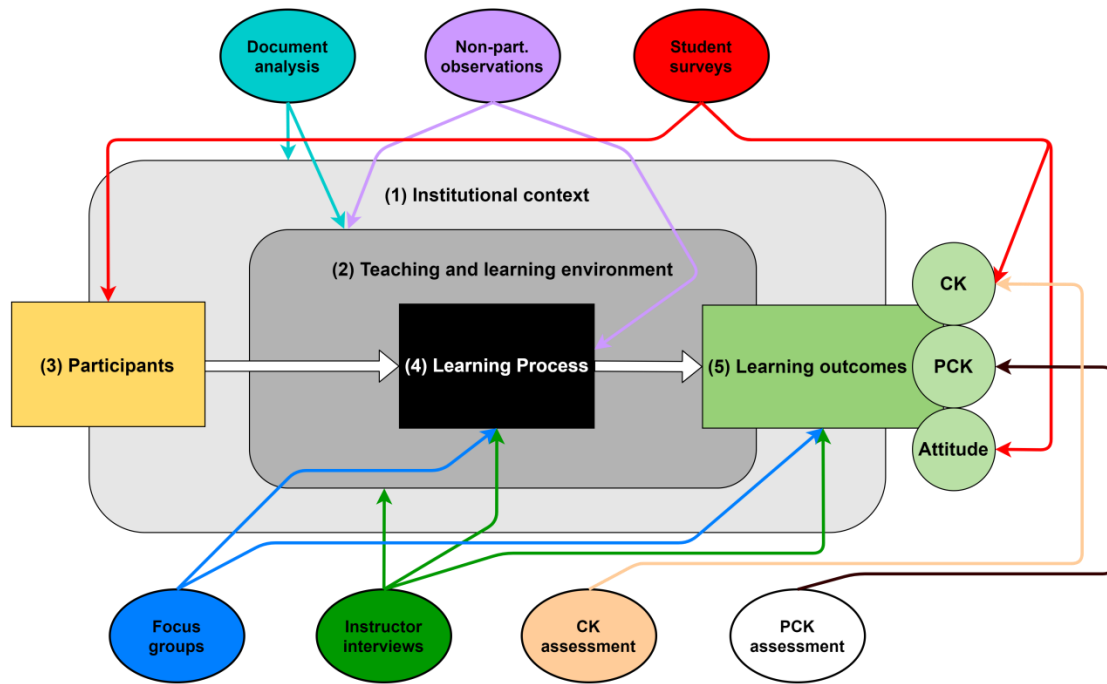 Document
analysis
Non-part.
observations
Student
surveys
(1) Institutional context
(2) Teaching and learning environment
(3) Participants
(4) Learning Process
(5) Learning outcomes
CK
PCK
Attitude
Focus
groups
Instructor
interviews
CK
assessment
PCK
assessment